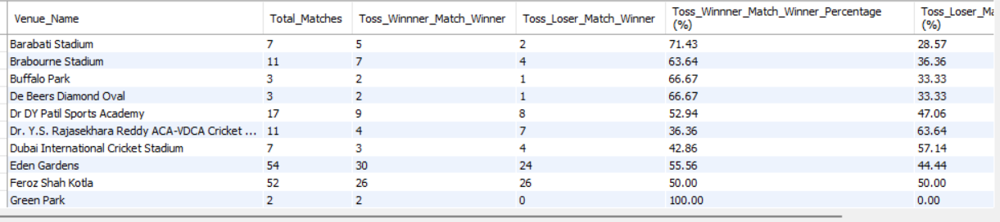 Venue_Name Total_Matches Toss_Winnner_Match_Winner Toss_Loser_Match_Winner Toss_Winnner_Match_Winner_Percentage (%) Toss_Loser_Ma (%)
Barabati Stadium 7 5 2 71.43 28.57
Brabourne Stadium 11 7 4 63.64 36.36
Buffalo Park 3 2 1 66.67 33.33
De Beers Diamond Oval 3 2 1 66.67 33.33
Dr DY Patil Sports Academy 17 9 8 52.94 47.06
Dr. Y.S. Rajasekhara Reddy ACA-VDCA Cricket ... 11 4 7 36.36 63.64
Dubai International Cricket Stadium 7 3 4 42.86 57.14
Eden Gardens 54 30 24 55.56 44.44
Feroz Shah Kotla 52 26 26 50.00 50.00
Green Park 2 2 0 100.00 0.00